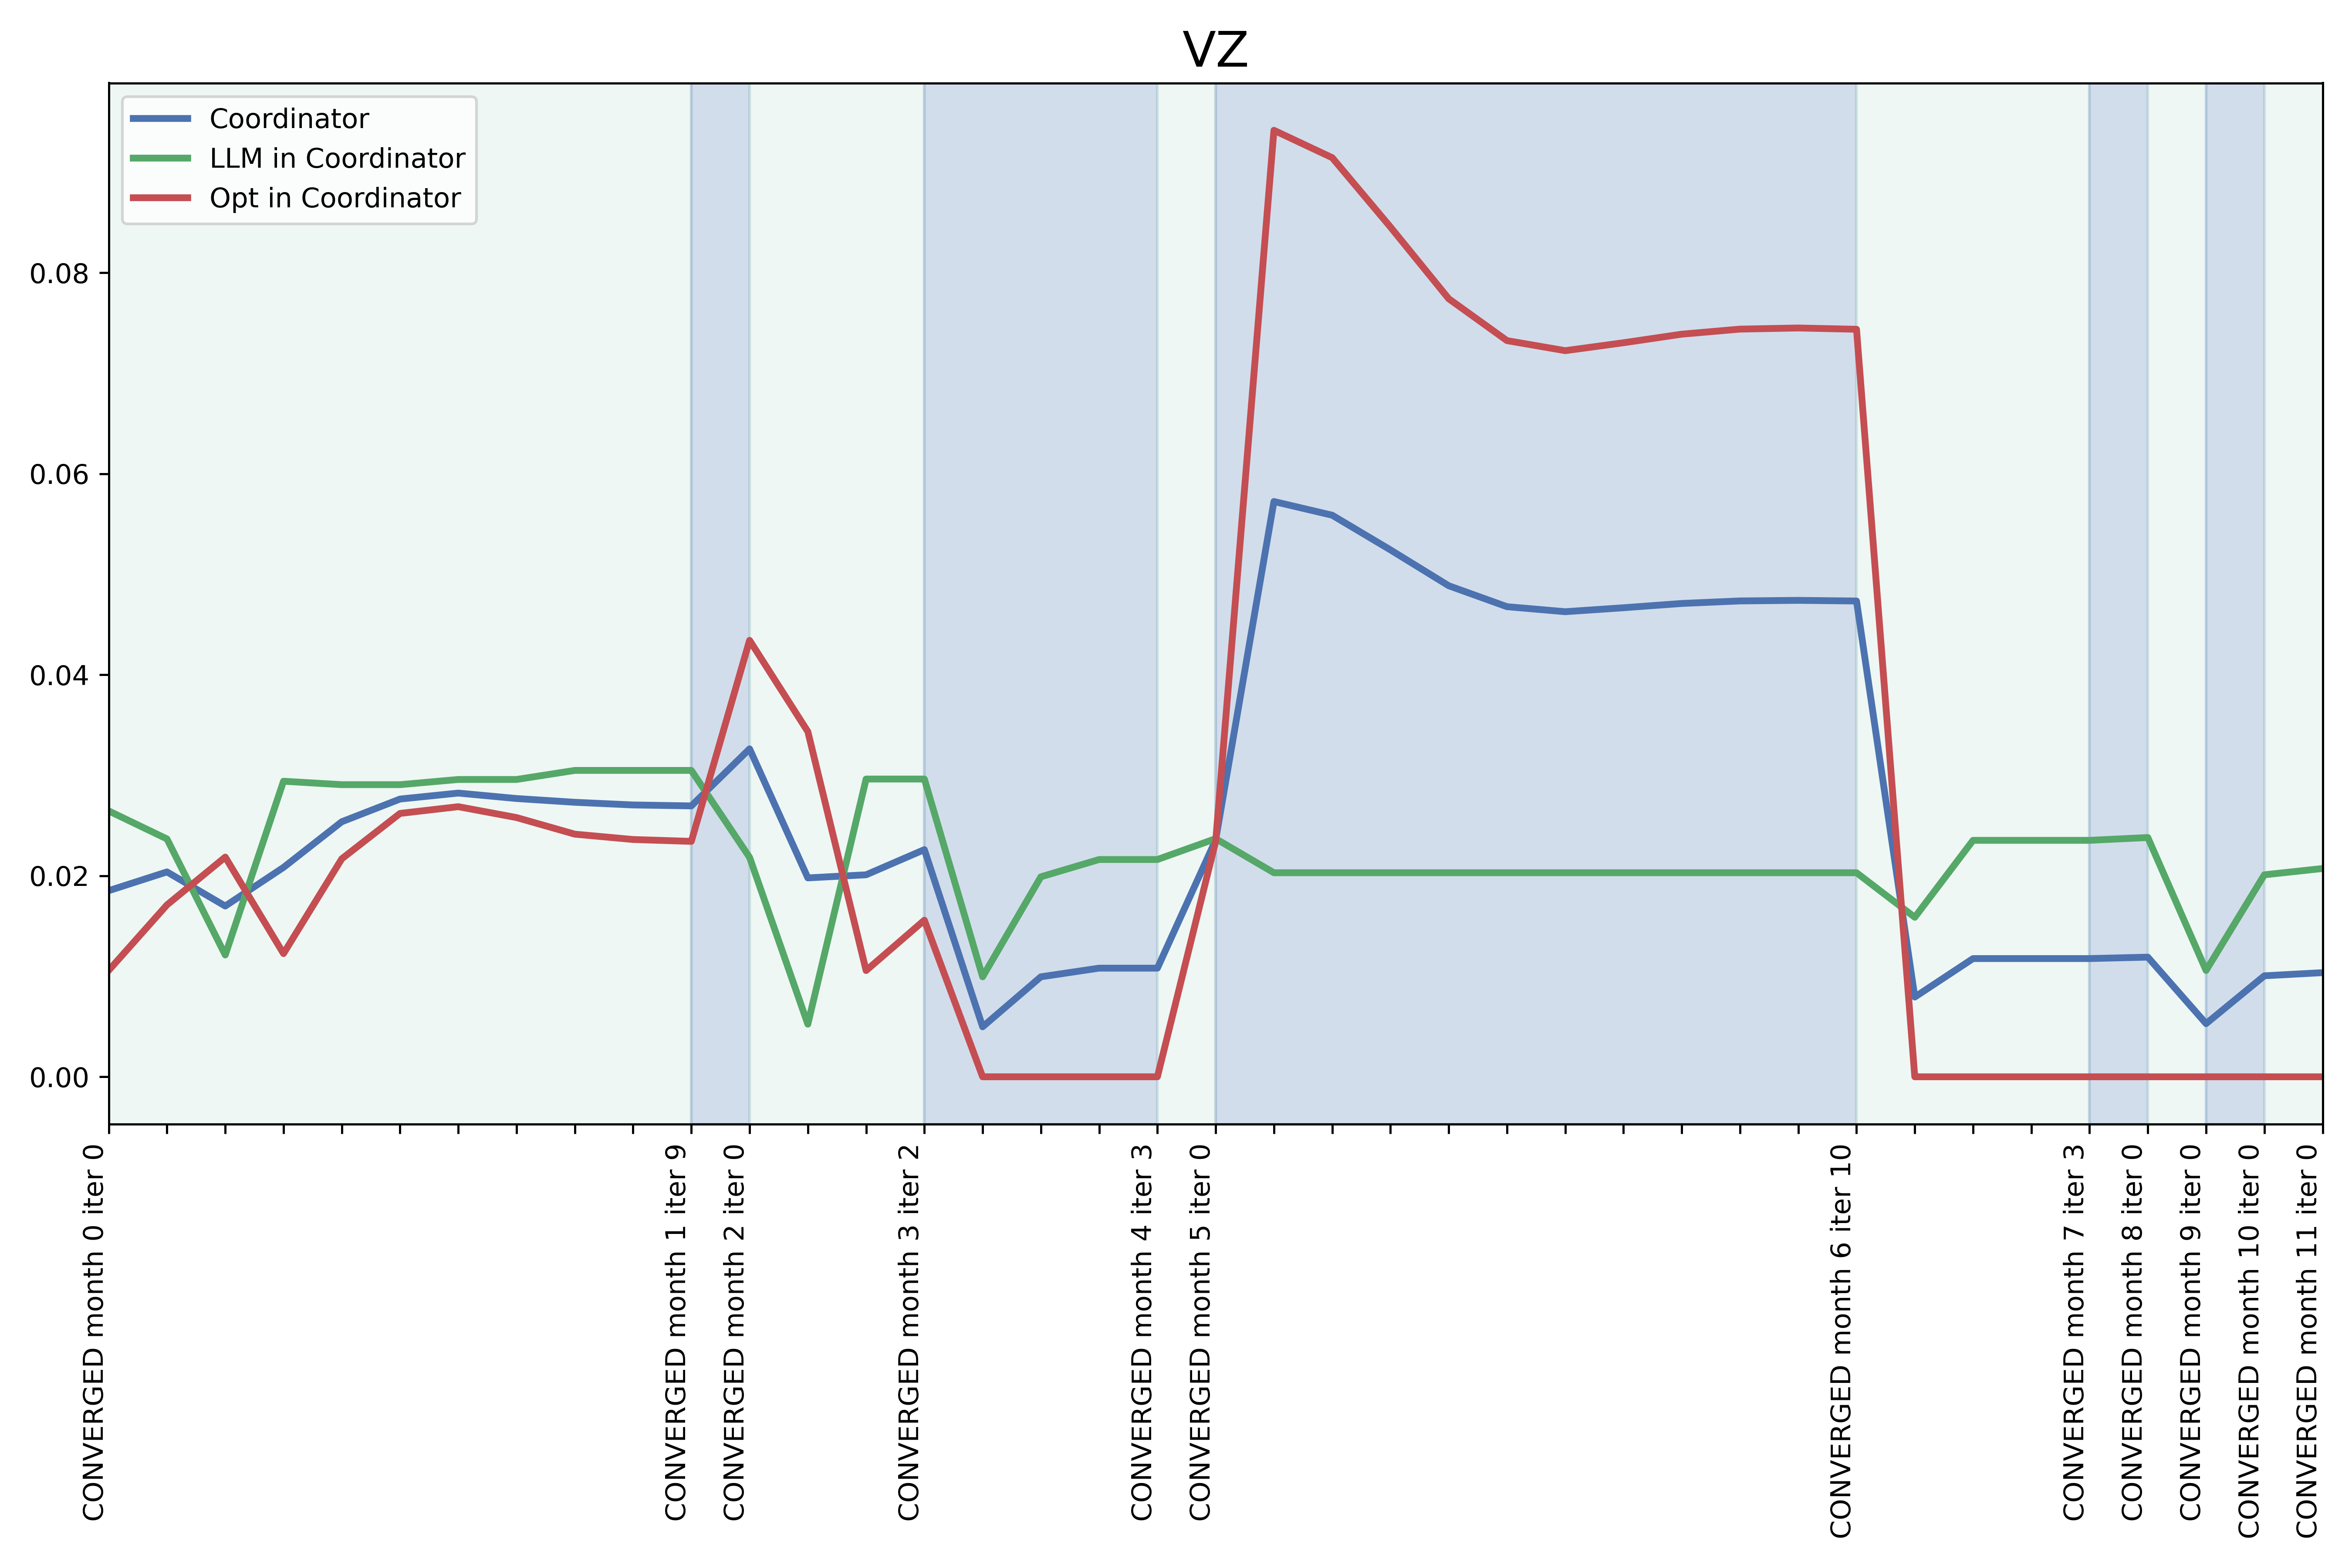 VZ
Coordinator
LLM in Coordinator
Opt in Coordinator
0.08
0.06
0.04
0.02
0.00
CONVERGED month 0 iter 0
CONVERGED month 1 iter 9
CONVERGED month 2 iter 0
CONVERGED month 3 iter 2
CONVERGED month 4 iter 3
CONVERGED month 5 iter 0
CONVERGED month 6 iter 10
CONVERGED month 7 iter 3
CONVERGED month 8 iter 0
CONVERGED month 9 iter 0
CONVERGED month 10 iter 0
CONVERGED month 11 iter 0